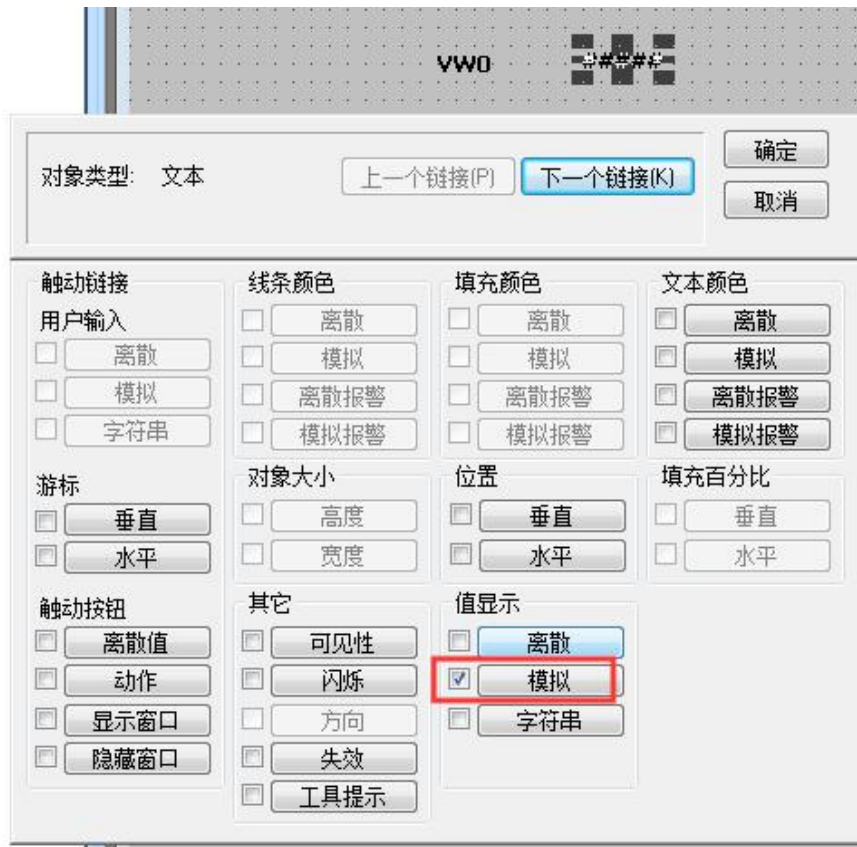 VW0 #####
对象类型: 文本
上一个链接(P)
下一个链接(K)
确定
取消
触动链接
用户输入
离散
模拟
字符串
游标
垂直
水平
触动按钮
离散值
动作
显示窗口
隐藏窗口
线条颜色
离散
模拟
离散报警
模拟报警
对象大小
高度
宽度
其它
可见性
闪烁
方向
失效
工具提示
填充颜色
离散
模拟
离散报警
模拟报警
位置
垂直
水平
值显示
离散
模拟
字符串
文本颜色
离散
模拟
离散报警
模拟报警
填充百分比
垂直
水平